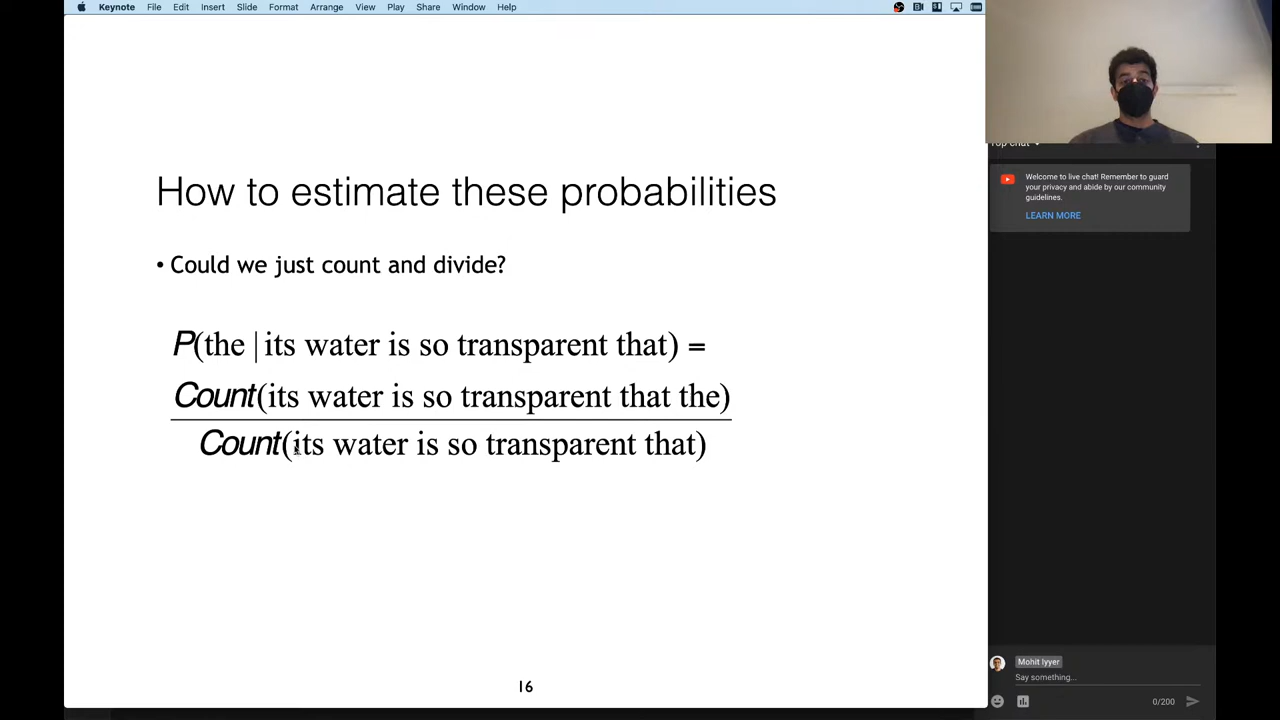 Keynote File Edit Insert Slide Format Arrange View Play Share Window Help
How to estimate these probabilities
• Could we just count and divide?
P(the | its water is so transparent that) =
Count(its water is so transparent that the)
Count(its water is so transparent that)
16
Top chat
Welcome to live chat! Remember to guard
your privacy and abide by our community
guidelines.
LEARN MORE
Mohit Iyyer
Say something...
0/200